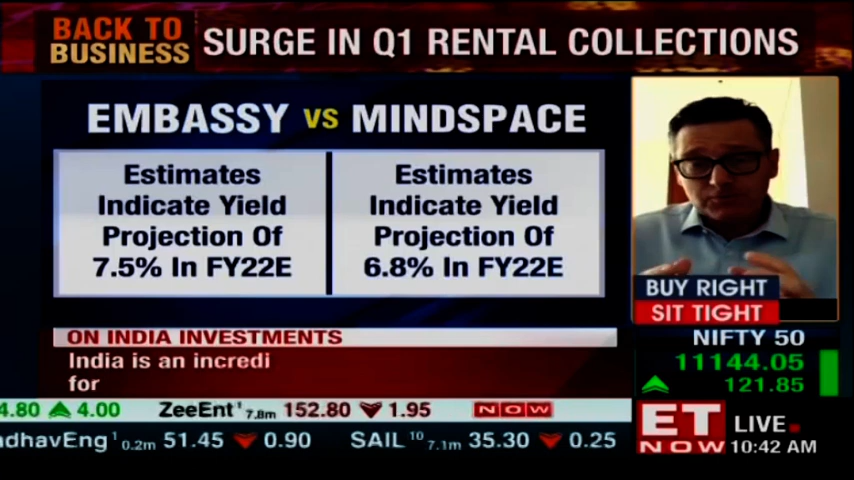 BACK TO
BUSINESS
SURGE IN Q1 RENTAL COLLECTIONS
EMBASSY VS MINDSPACE
Estimates
Indicate Yield
Projection Of
7.5% In FY22E
Estimates
Indicate Yield
Projection Of
6.8% In FY22E
BUY RIGHT
SIT TIGHT
ON INDIA INVESTMENTS
India is an incredi
for
NIFTY 50
11144.05
121.85
4.80 4.00 ZeeEnt 1 7.8m 152.80 1.95 NOW
dhavEng 1 0.2m 51.45 0.90 SAIL 10 7.1m 35.30 0.25
ET
NOW
LIVE
10:42 AM